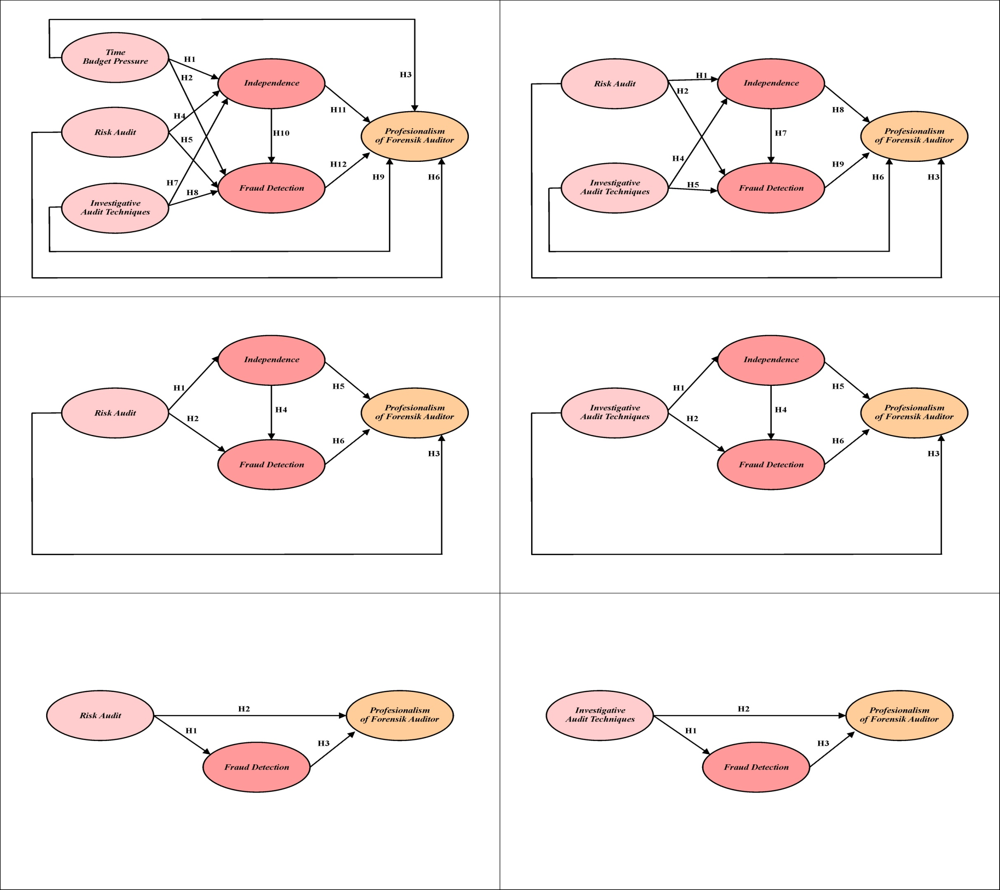 Time
Budget Pressure
H1
H2
Independence
H3
H4
H11
Risk Audit
H5
H10
Profesionalism
of Forensik Auditor
H7
H8
H12
H9
H6
Investigative
Audit Techniques
Fraud Detection
Risk Audit
H1
H2
Independence
H8
H7
Profesionalism
of Forensik Auditor
H4
H5
H9
H6
H3
Investigative
Audit Techniques
Fraud Detection
Independence
H1
H5
Risk Audit
H2
H4
Profesionalism
of Forensik Auditor
H6
H3
Fraud Detection
Independence
H1
H5
Investigative
Audit Techniques
H2
H4
Profesionalism
of Forensik Auditor
H6
H3
Fraud Detection
Risk Audit
H2
Profesionalism
of Forensik Auditor
H1
H3
Fraud Detection
Investigative
Audit Techniques
H2
Profesionalism
of Forensik Auditor
H1
H3
Fraud Detection